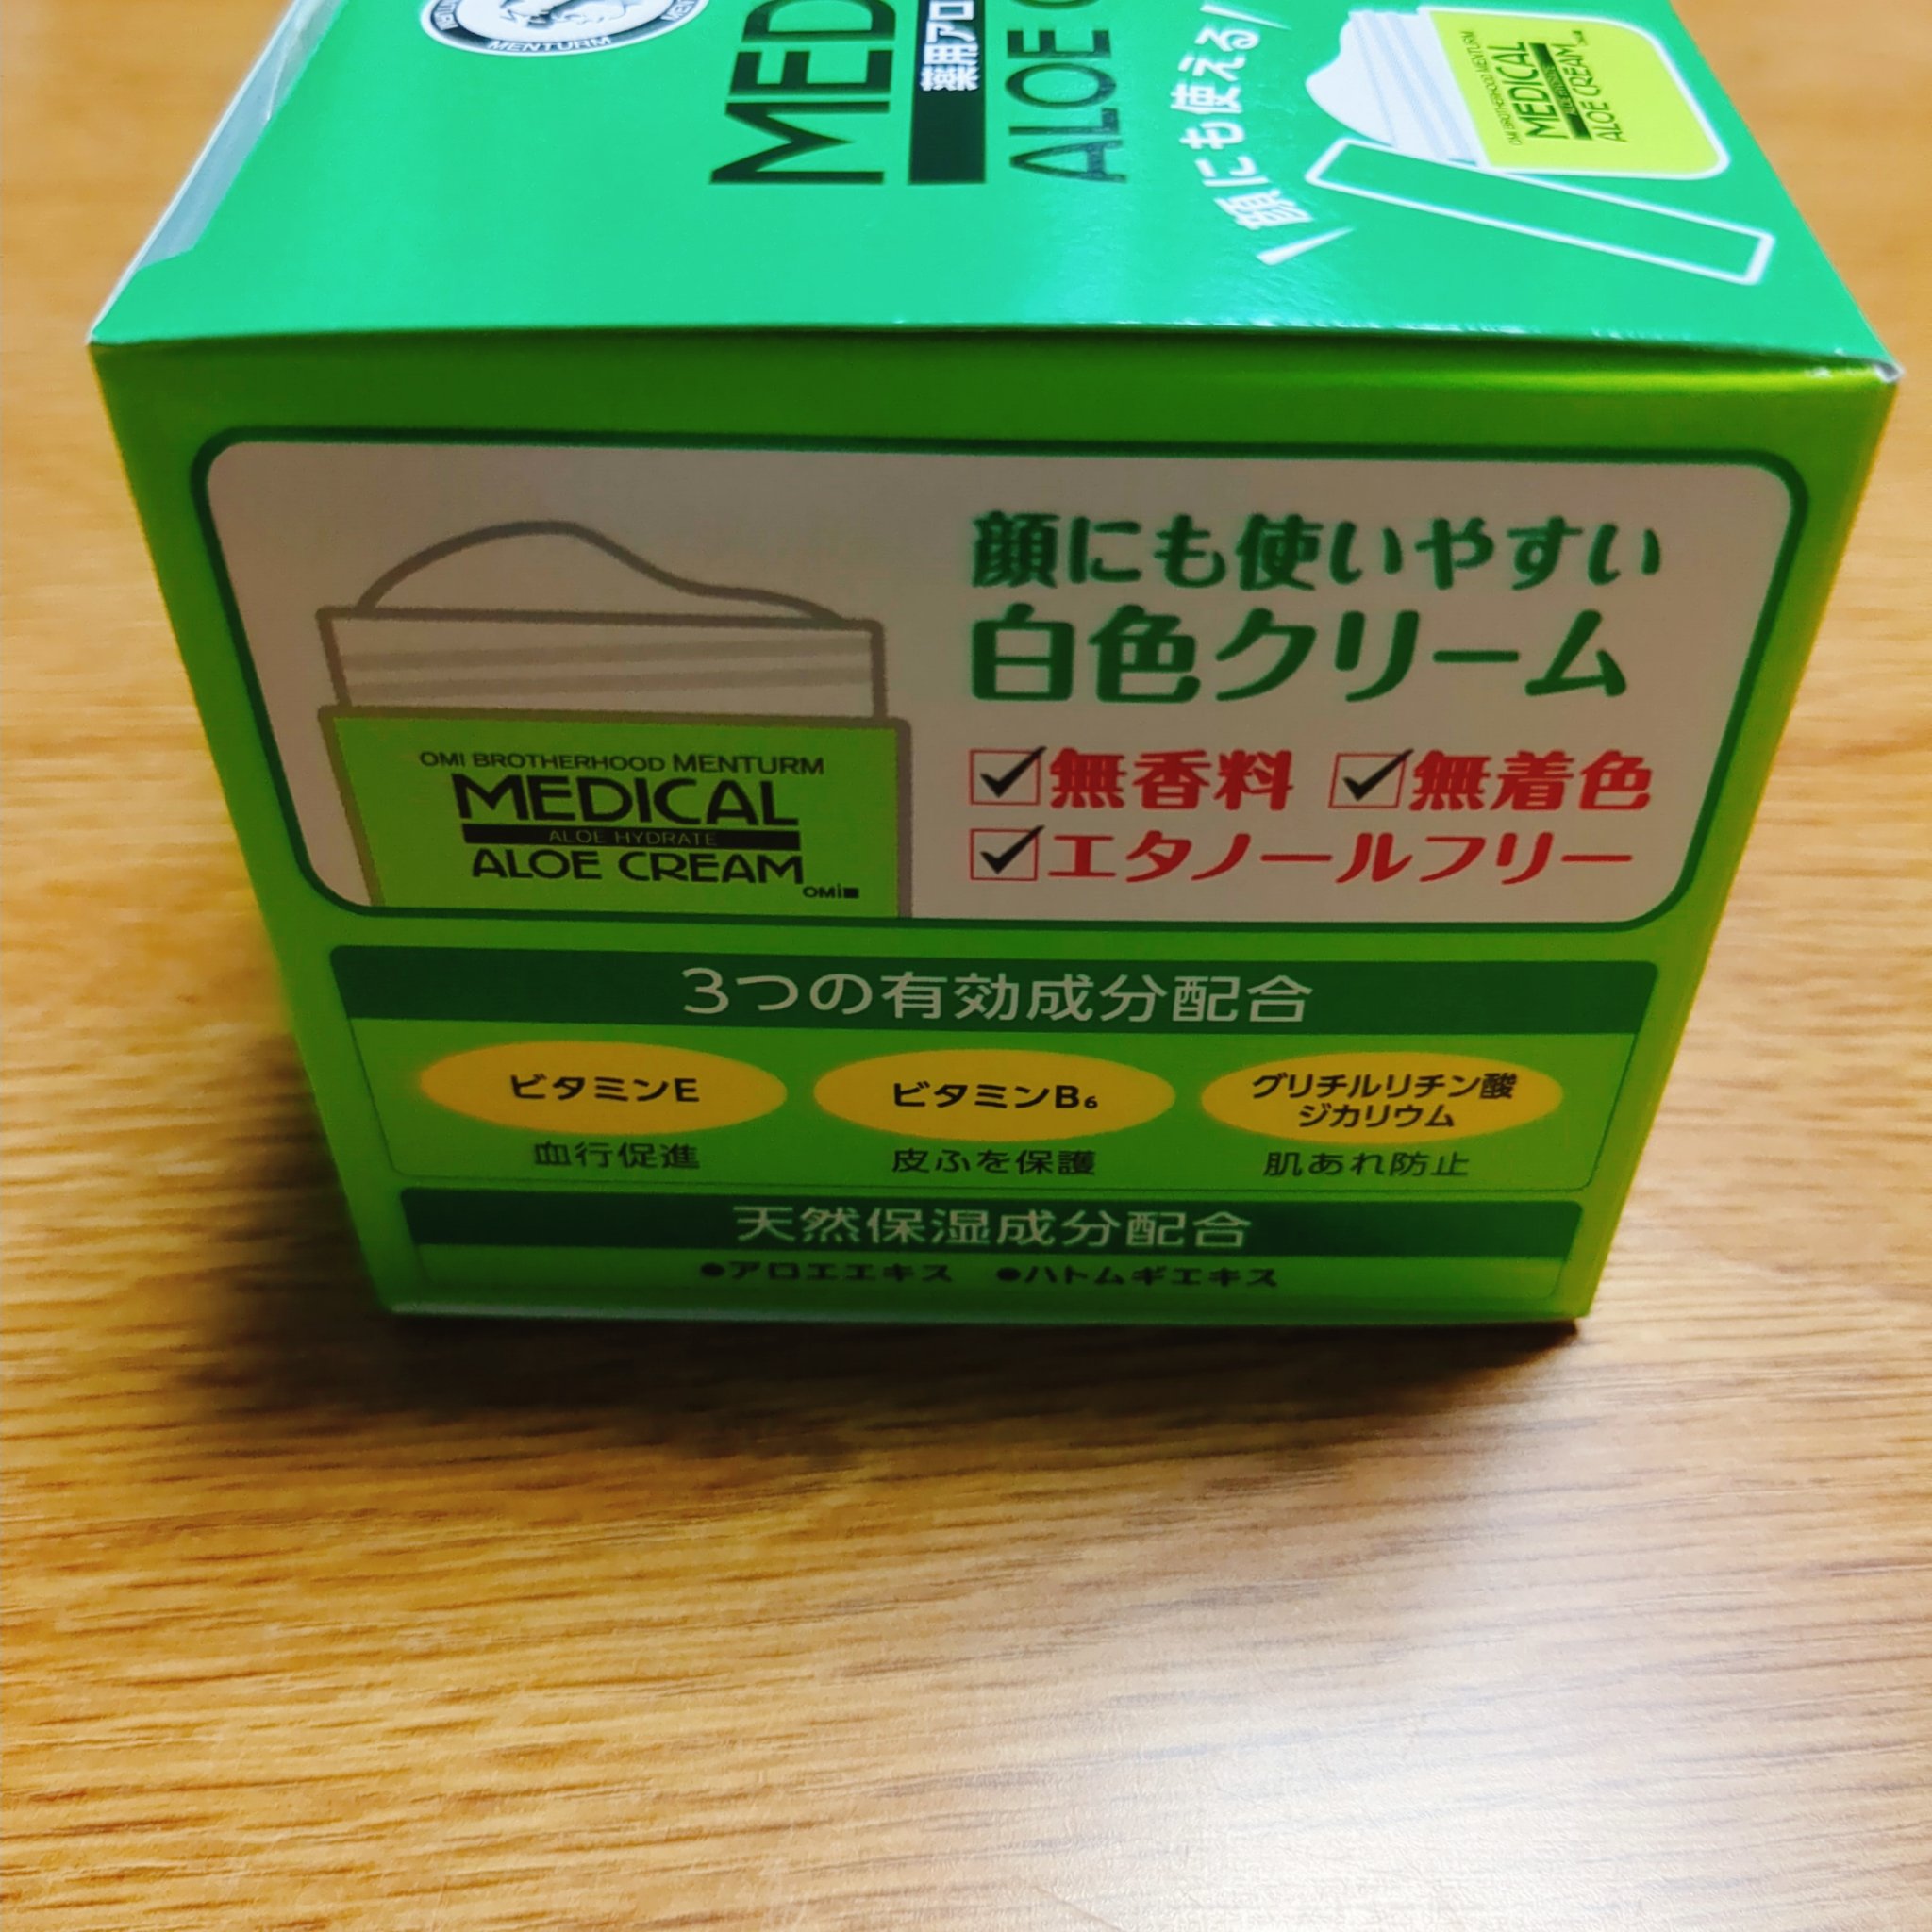 MENTURM
MED
薬用アロ
ALOE C
顔にも使える
OMI BROTHERHOOD MENTURM
MEDICAL
ALOE CREAM
顔にも使いやすい
白色クリーム
無香料 無着色
エタノールフリー
OMI BROTHERHOOD MENTURM
MEDICAL
ALOE HYDRATE
ALOE CREAM
OMi
3つの有効成分配合
ビタミンE ビタミンB₆ グリチルリチン酸
ジカリウム
血行促進 皮ふを保護 肌あれ防止
天然保湿成分配合
●アロエエキス ●ハトムギエキス